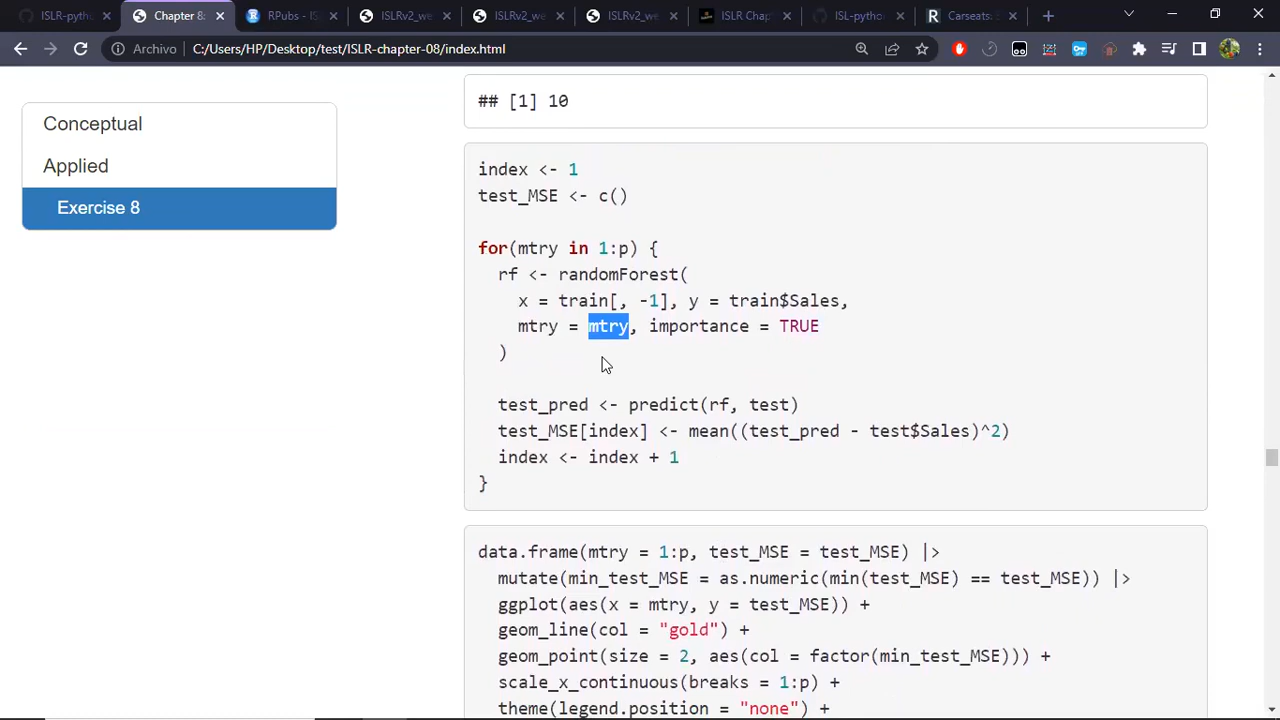 ISLR-pytho
Chapter 8:
RPubs - IS
ISLRv2_we
ISLRv2_we
ISLRv2_we
ISLR Chap
ISL-python
Carseats:
Archivo
C:/Users/HP/Desktop/test/ISLR-chapter-08/index.html
Conceptual
Applied
Exercise 8
## [1] 10
index <- 1
test_MSE <- c()
for(mtry in 1:p) {
rf <- randomForest(
x = train[, -1], y = train$Sales,
mtry = mtry, importance = TRUE
)
test_pred <- predict(rf, test)
test_MSE[index] <- mean((test_pred - test$Sales)^2)
index <- index + 1
}
data.frame(mtry = 1:p, test_MSE = test_MSE) |>
mutate(min_test_MSE = as.numeric(min(test_MSE) == test_MSE)) |>
ggplot(aes(x = mtry, y = test_MSE)) +
geom_line(col = "gold") +
geom_point(size = 2, aes(col = factor(min_test_MSE))) +
scale_x_continuous(breaks = 1:p) +
theme(legend.position = "none") +